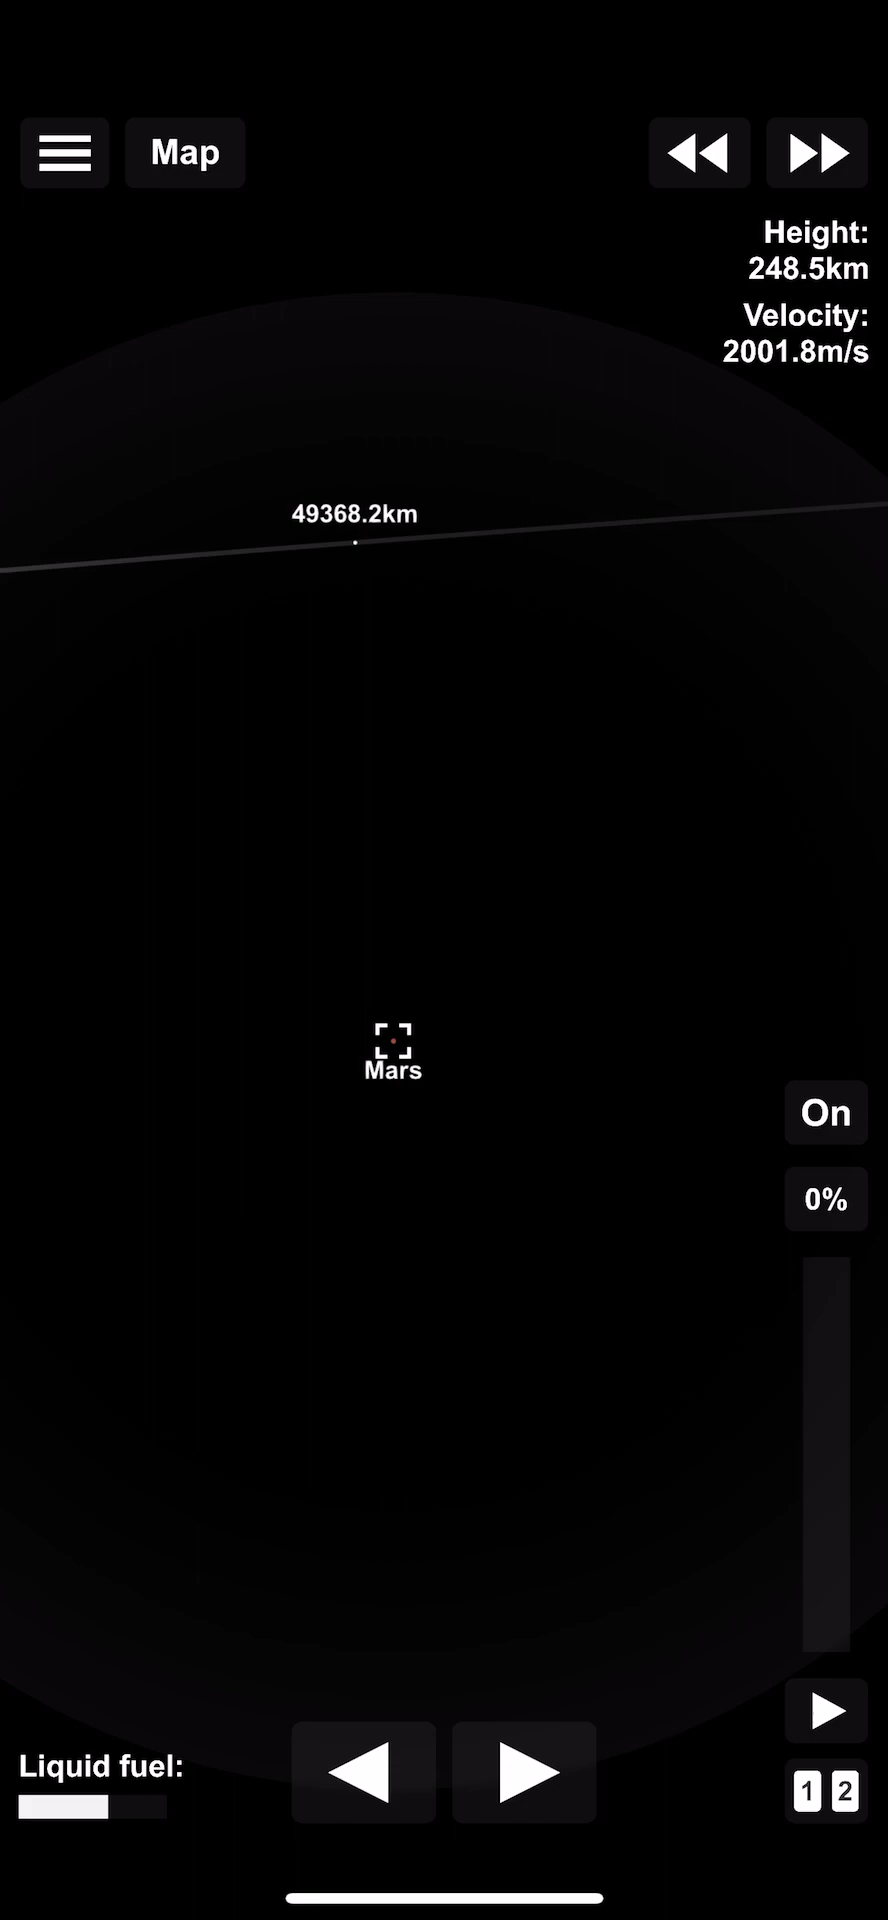 Map
Height:
248.5km
Velocity:
2001.8m/s
49368.2km
Mars
On
0%
1 2
Liquid fuel: